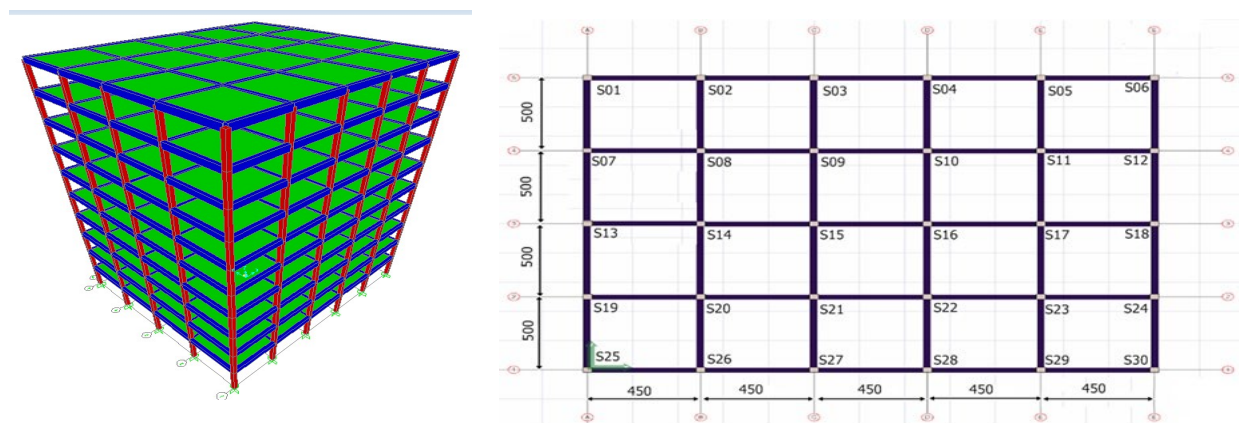 S01 S02 S03 S04 S05 S06
500
S07 S08 S09 S10 S11 S12
500
S13 S14 S15 S16 S17 S18
500
S19 S20 S21 S22 S23 S24
500
S25 S26 S27 S28 S29 S30
450 450 450 450 450